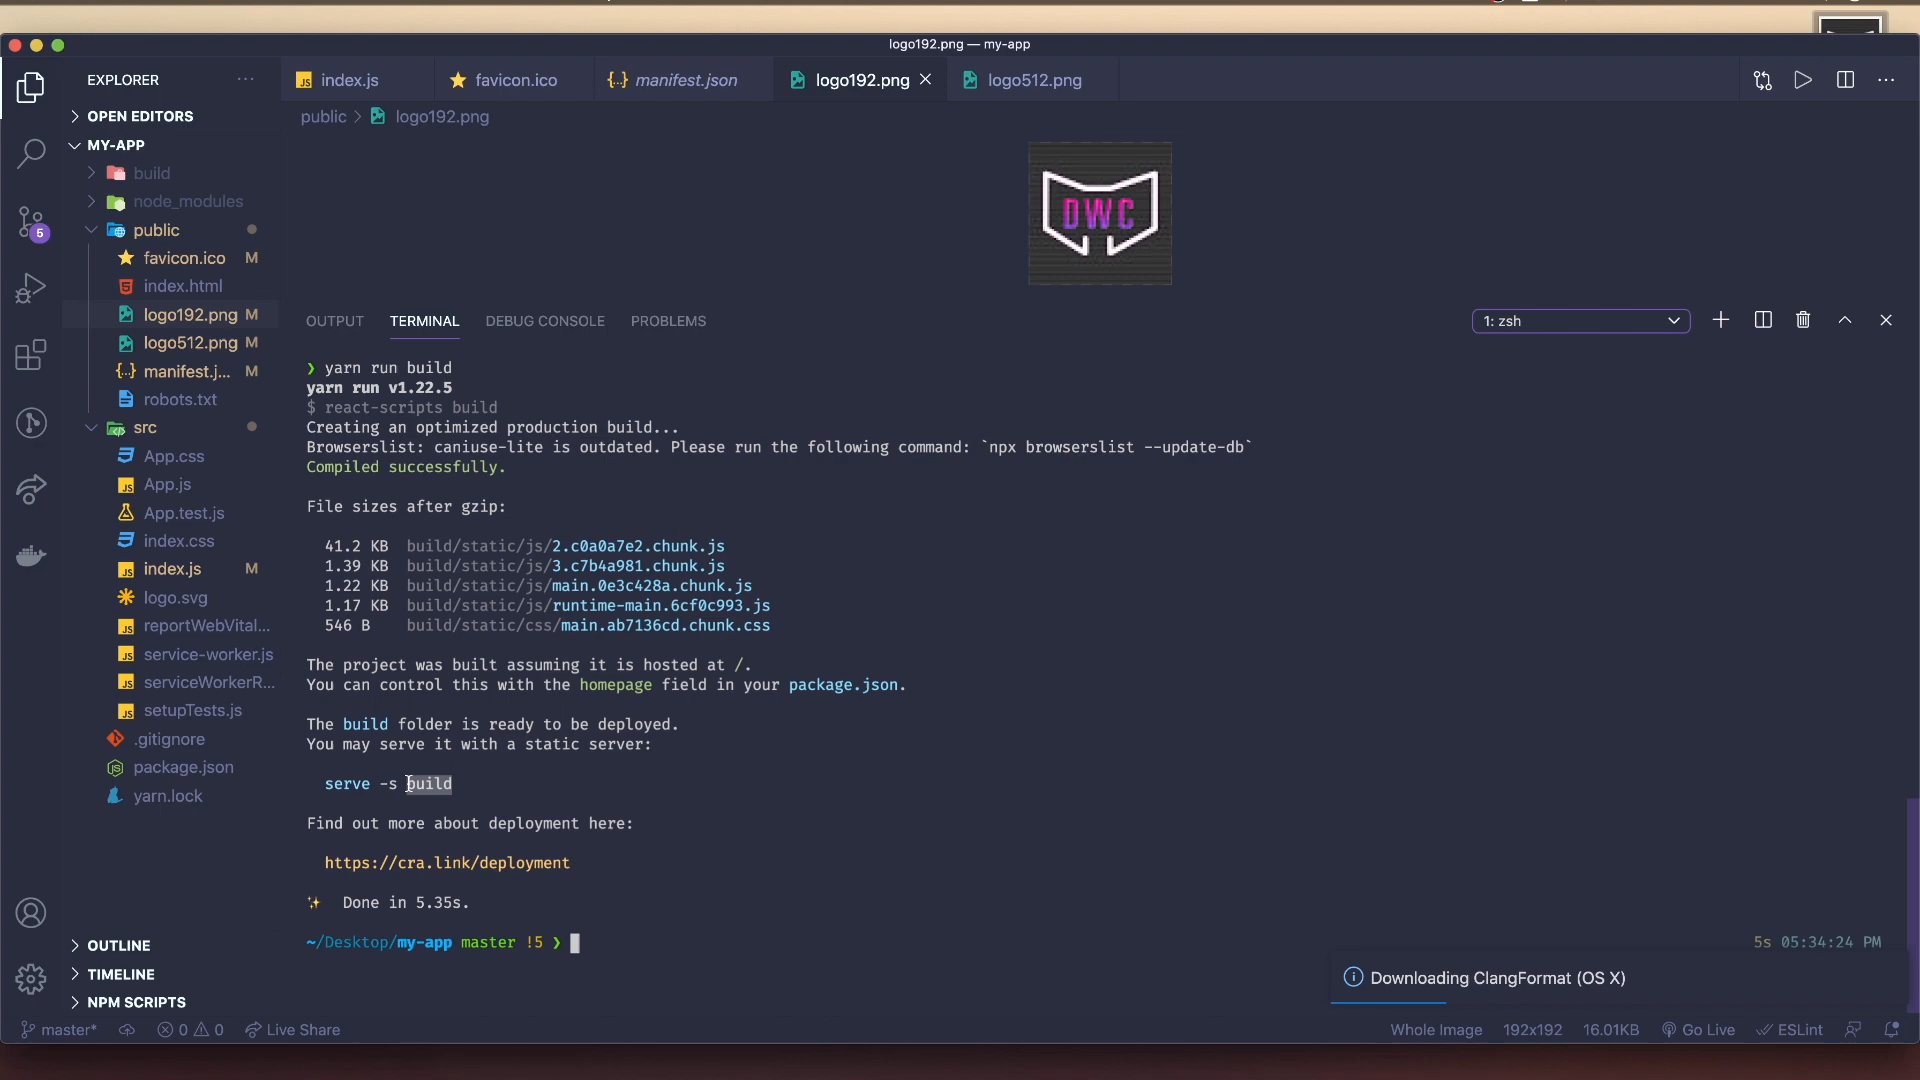 logo192.png — my-app
EXPLORER
index.js
favicon.ico
manifest.json
logo192.png
logo512.png
OPEN EDITORS
public > logo192.png
MY-APP
build
node_modules
public
favicon.ico M
index.html
logo192.png M
logo512.png M
manifest.j... M
robots.txt
src
App.css
App.js
App.test.js
index.css
index.js M
logo.svg
reportWebVital...
service-worker.js
serviceWorkerR...
setupTests.js
.gitignore
package.json
yarn.lock
OUTLINE
TIMELINE
NPM SCRIPTS
5
DWC
OUTPUT TERMINAL DEBUG CONSOLE PROBLEMS
1: zsh
❯ yarn run build
yarn run v1.22.5
$ react-scripts build
Creating an optimized production build...
Browserslist: caniuse-lite is outdated. Please run the following command: `npx browserslist --update-db`
Compiled successfully.
File sizes after gzip:
41.2 KB build/static/js/2.c0a0a7e2.chunk.js
1.39 KB build/static/js/3.c7b4a981.chunk.js
1.22 KB build/static/js/main.0e3c428a.chunk.js
1.17 KB build/static/js/runtime-main.6cf0c993.js
546 B build/static/css/main.ab7136cd.chunk.css
The project was built assuming it is hosted at /.
You can control this with the homepage field in your package.json.
The build folder is ready to be deployed.
You may serve it with a static server:
serve -s build
Find out more about deployment here:
https://cra.link/deployment
✨ Done in 5.35s.
~/Desktop/my-app master !5 ❯
5s 05:34:24 PM
Downloading ClangFormat (OS X)
master* 0 0 Live Share
Whole Image 192x192 16.01KB Go Live ESLint